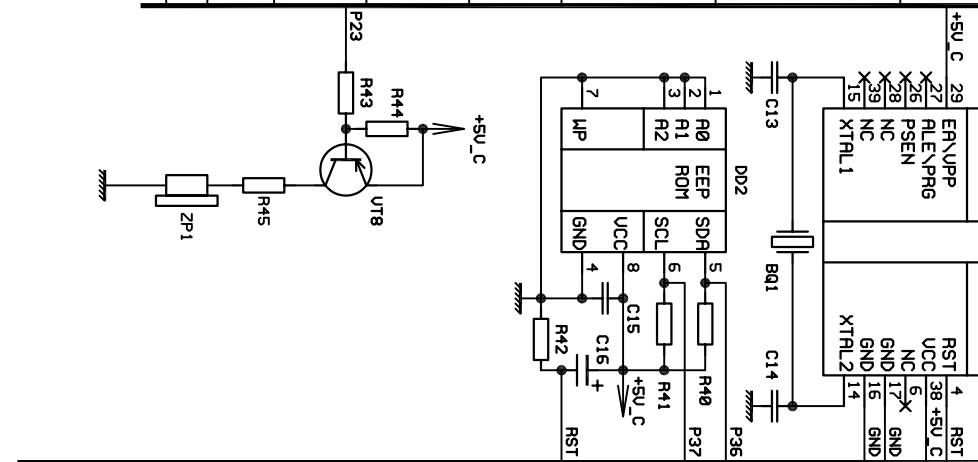 +5V_C
29
EA\VPP
27
ALE\PRG
26
PSEN
28
NC
39
NC
15
XTAL1
C13
BQ1
C14
RST
4
RST
VCC
38
+5V_C
NC
6
GND
17
GND
GND
16
GND
XTAL2
14
DD2
1
A0
2
A1
3
A2
7
WP
EEP
ROM
SDA
5
SCL
6
VCC
8
GND
4
C15
C16
+
+5V_C
R40
R41
R42
P36
P37
RST
P23
R43
R44
+5V_C
VT8
R45
ZP1